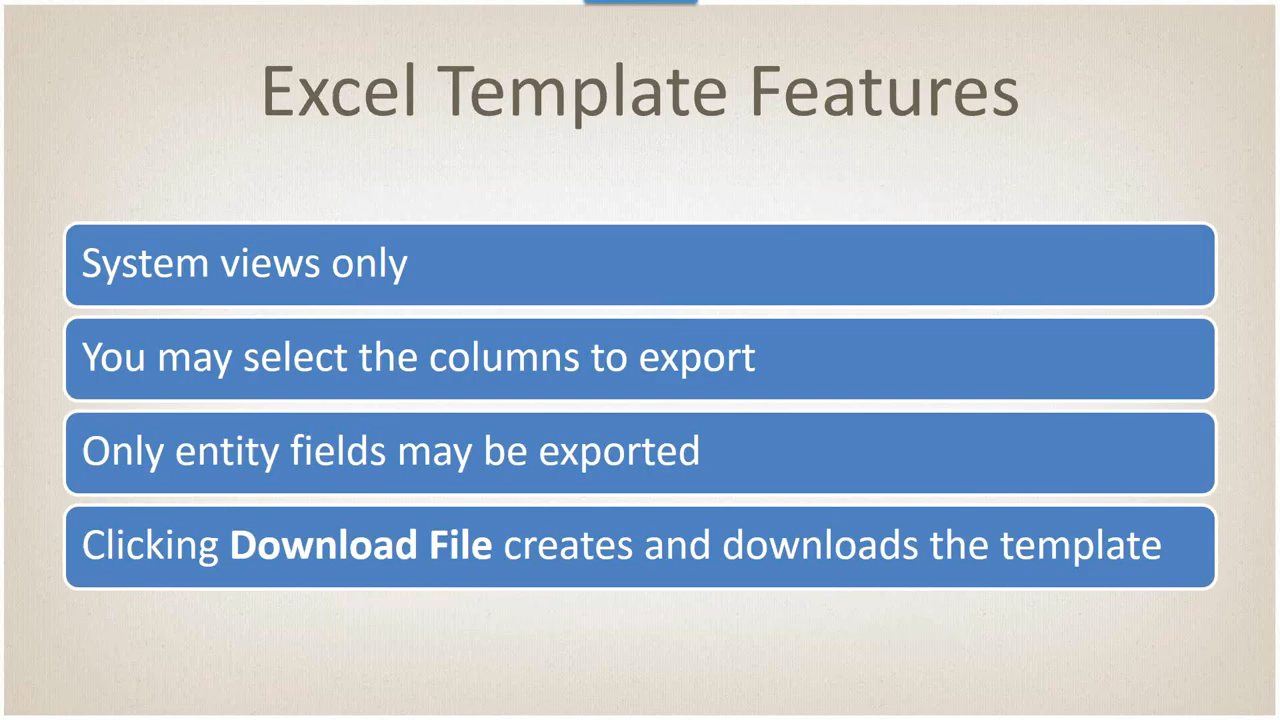 Excel Template Features
System views only
You may select the columns to export
Only entity fields may be exported
Clicking Download File creates and downloads the template